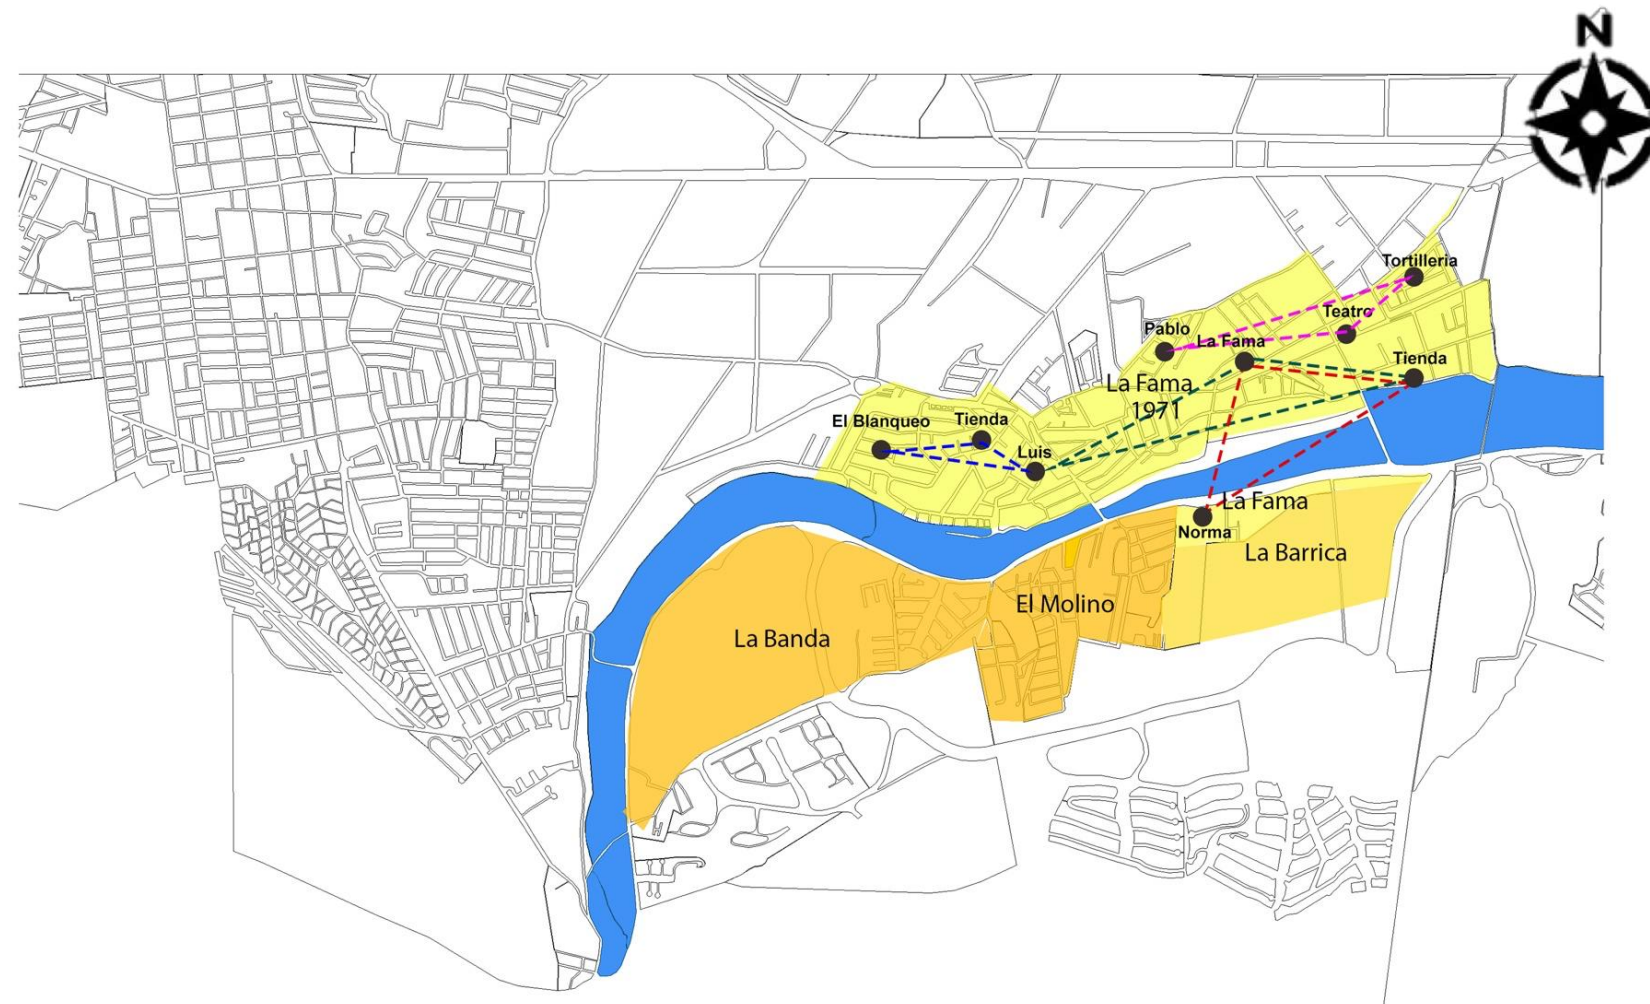 N
Tortilleria
Teatro
Pablo
La Fama
Tienda
La Fama
1971
El Blanqueo
Tienda
Luis
La Fama
Norma
La Barrica
El Molino
La Banda